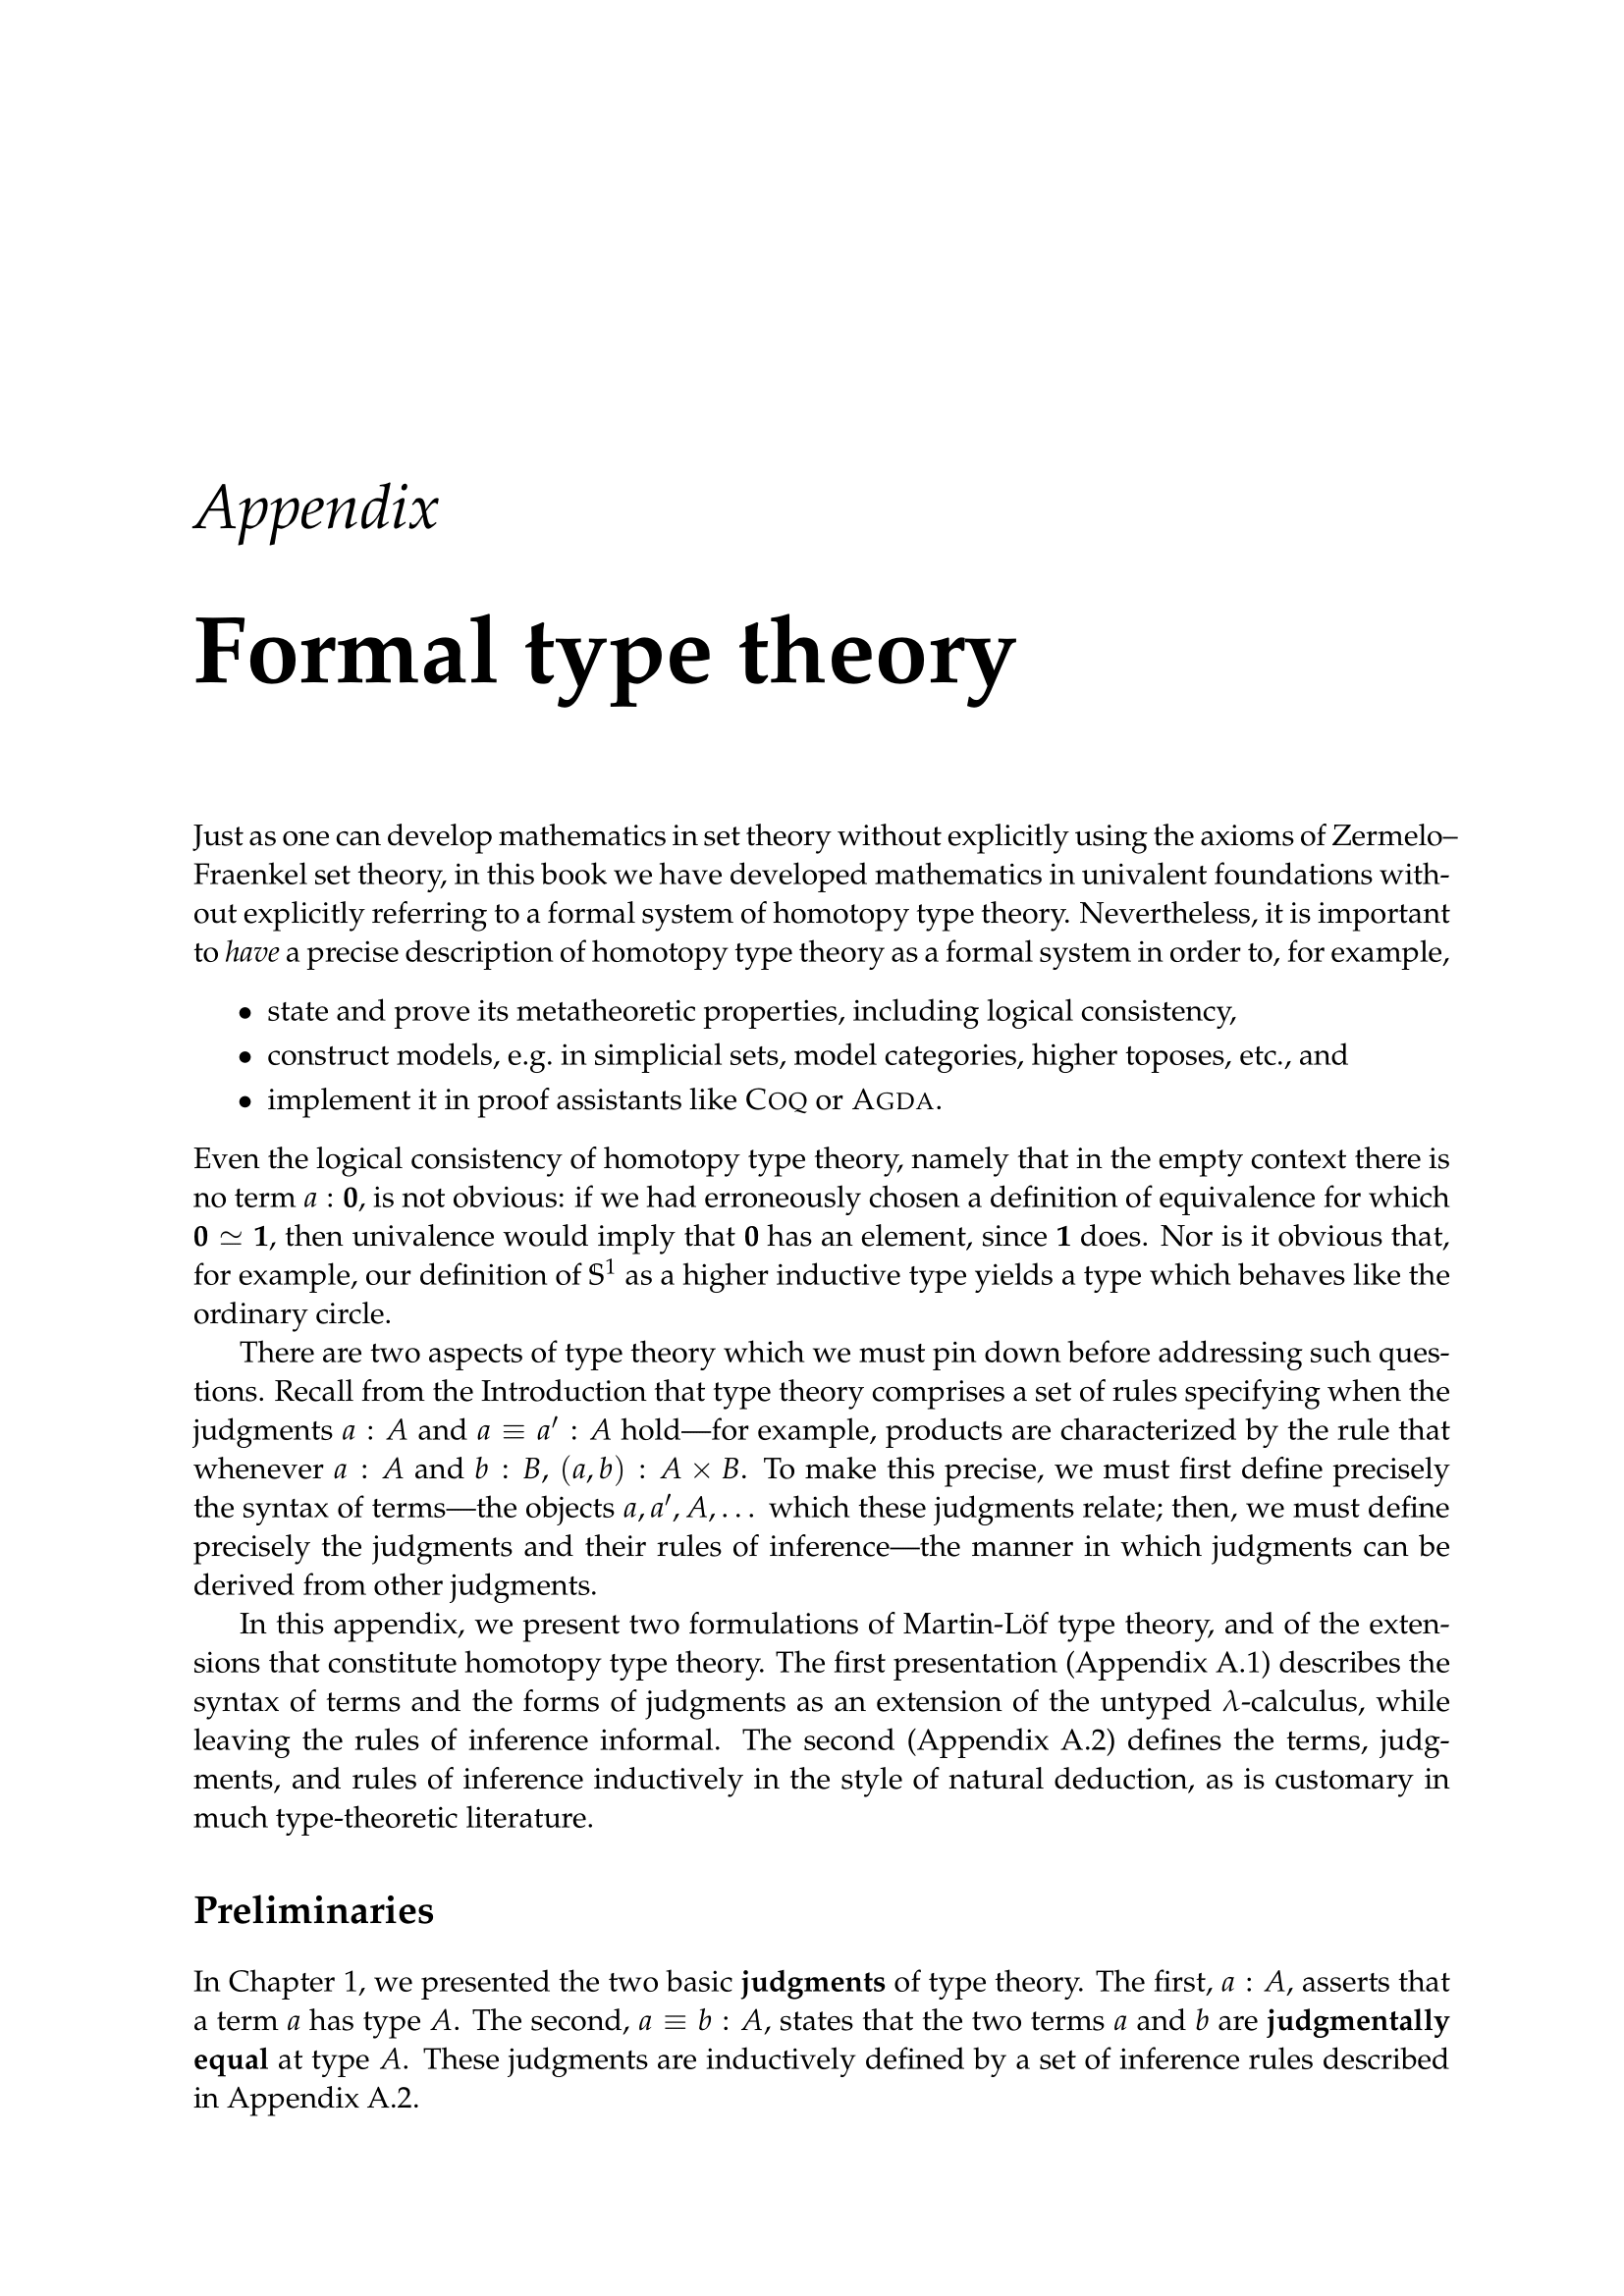 Appendix
Formal type theory
Just as one can develop mathematics in set theory without explicitly using the axioms of Zermelo–
Fraenkel set theory, in this book we have developed mathematics in univalent foundations with-
out explicitly referring to a formal system of homotopy type theory. Nevertheless, it is important
to have a precise description of homotopy type theory as a formal system in order to, for example,
• state and prove its metatheoretic properties, including logical consistency,
• construct models, e.g. in simplicial sets, model categories, higher toposes, etc., and
• implement it in proof assistants like COQ or AGDA.
Even the logical consistency of homotopy type theory, namely that in the empty context there is
no term a : 0, is not obvious: if we had erroneously chosen a definition of equivalence for which
0 ≃ 1, then univalence would imply that 0 has an element, since 1 does. Nor is it obvious that,
for example, our definition of 𝕊¹ as a higher inductive type yields a type which behaves like the
ordinary circle.
There are two aspects of type theory which we must pin down before addressing such ques-
tions. Recall from the Introduction that type theory comprises a set of rules specifying when the
judgments a : A and a ≡ a′ : A hold—for example, products are characterized by the rule that
whenever a : A and b : B, (a, b) : A × B. To make this precise, we must first define precisely
the syntax of terms—the objects a, a′, A, . . . which these judgments relate; then, we must define
precisely the judgments and their rules of inference—the manner in which judgments can be
derived from other judgments.
In this appendix, we present two formulations of Martin-Löf type theory, and of the exten-
sions that constitute homotopy type theory. The first presentation (Appendix A.1) describes the
syntax of terms and the forms of judgments as an extension of the untyped λ-calculus, while
leaving the rules of inference informal. The second (Appendix A.2) defines the terms, judg-
ments, and rules of inference inductively in the style of natural deduction, as is customary in
much type-theoretic literature.
Preliminaries
In Chapter 1, we presented the two basic judgments of type theory. The first, a : A, asserts that
a term a has type A. The second, a ≡ b : A, states that the two terms a and b are judgmentally
equal at type A. These judgments are inductively defined by a set of inference rules described
in Appendix A.2.